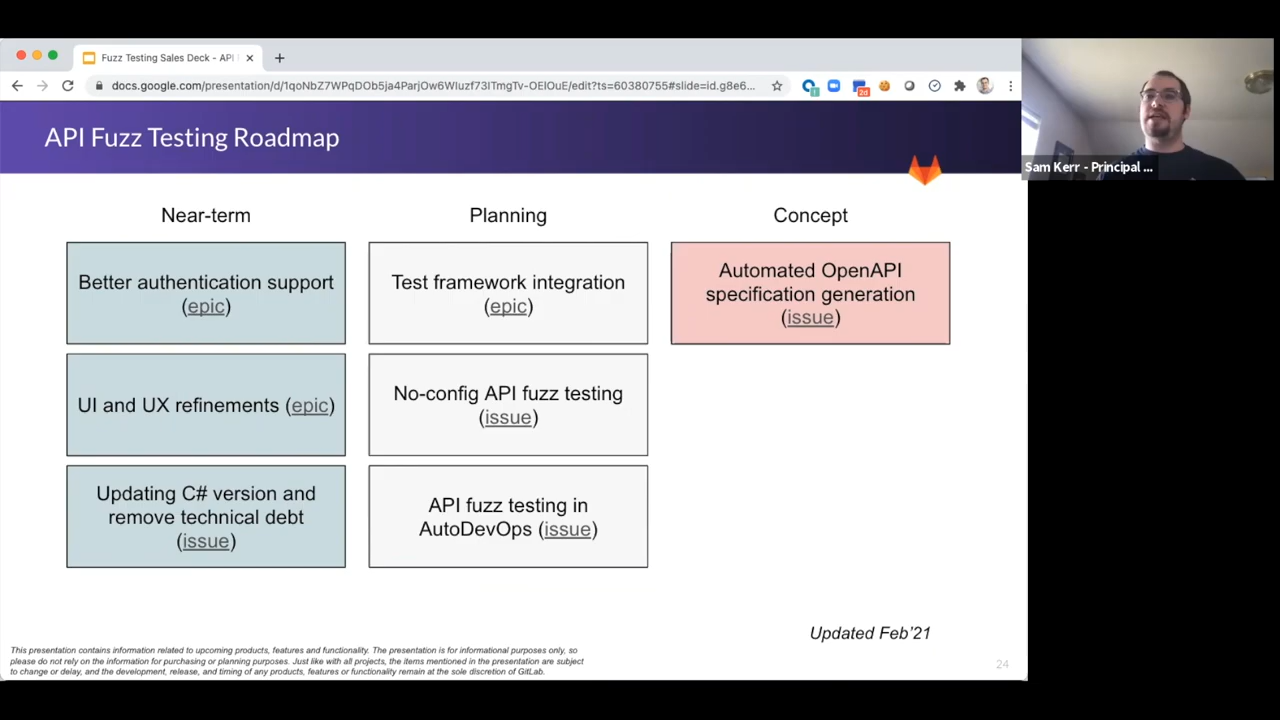 Fuzz Testing Sales Deck - API
docs.google.com/presentation/d/1qoNbZ7WPqDOb5ja4ParjOw6WIuzf73ITmgTv-OEIOuE/edit?ts=60380755#slide=id.g8e6...
1
2d
API Fuzz Testing Roadmap
Sam Kerr - Principal ...
Near-term
Planning
Concept
Better authentication support
(epic)
Test framework integration
(epic)
Automated OpenAPI
specification generation
(issue)
UI and UX refinements (epic)
No-config API fuzz testing
(issue)
Updating C# version and
remove technical debt
(issue)
API fuzz testing in
AutoDevOps (issue)
Updated Feb'21
This presentation contains information related to upcoming products, features and functionality. The presentation is for informational purposes only, so
please do not rely on the information for purchasing or planning purposes. Just like with all projects, the items mentioned in the presentation are subject
to change or delay, and the development, release, and timing of any products, features or functionality remain at the sole discretion of GitLab.
24